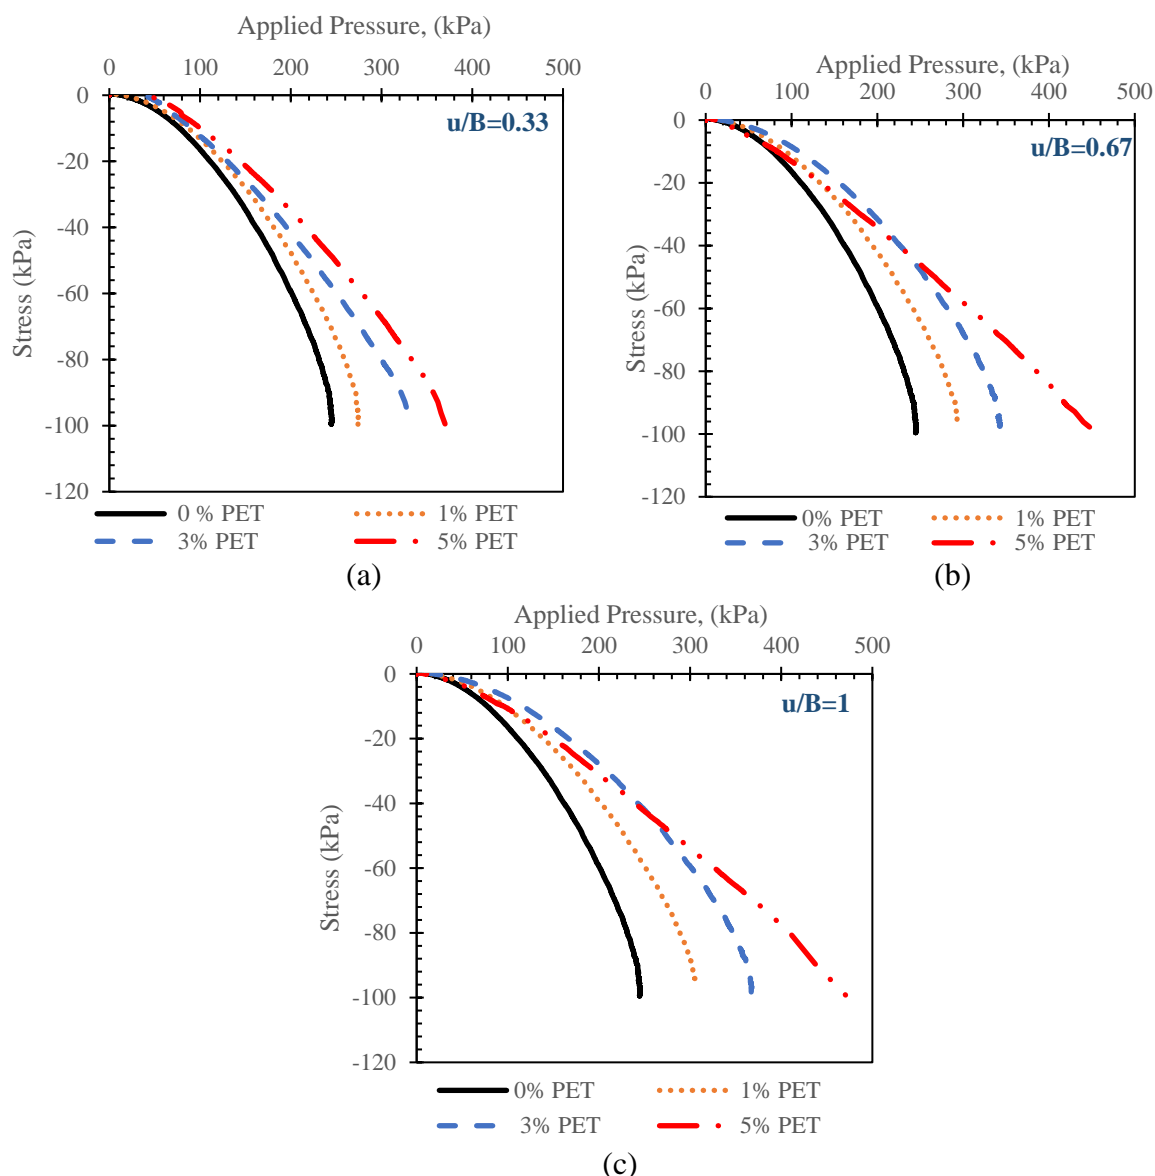 Applied Pressure, (kPa)
0 100 200 300 400 500
0
-20
-40
-60
-80
-100
-120
Stress (kPa)
u/B=0.33
0 % PET 1% PET
3% PET 5% PET
(a)
Applied Pressure, (kPa)
0 100 200 300 400 500
0
-20
-40
-60
-80
-100
-120
Stress (kPa)
u/B=0.67
0% PET 1% PET
3% PET 5% PET
(b)
Applied Pressure, (kPa)
0 100 200 300 400 500
0
-20
-40
-60
-80
-100
-120
Stress (kPa)
u/B=1
0% PET 1% PET
3% PET 5% PET
(c)